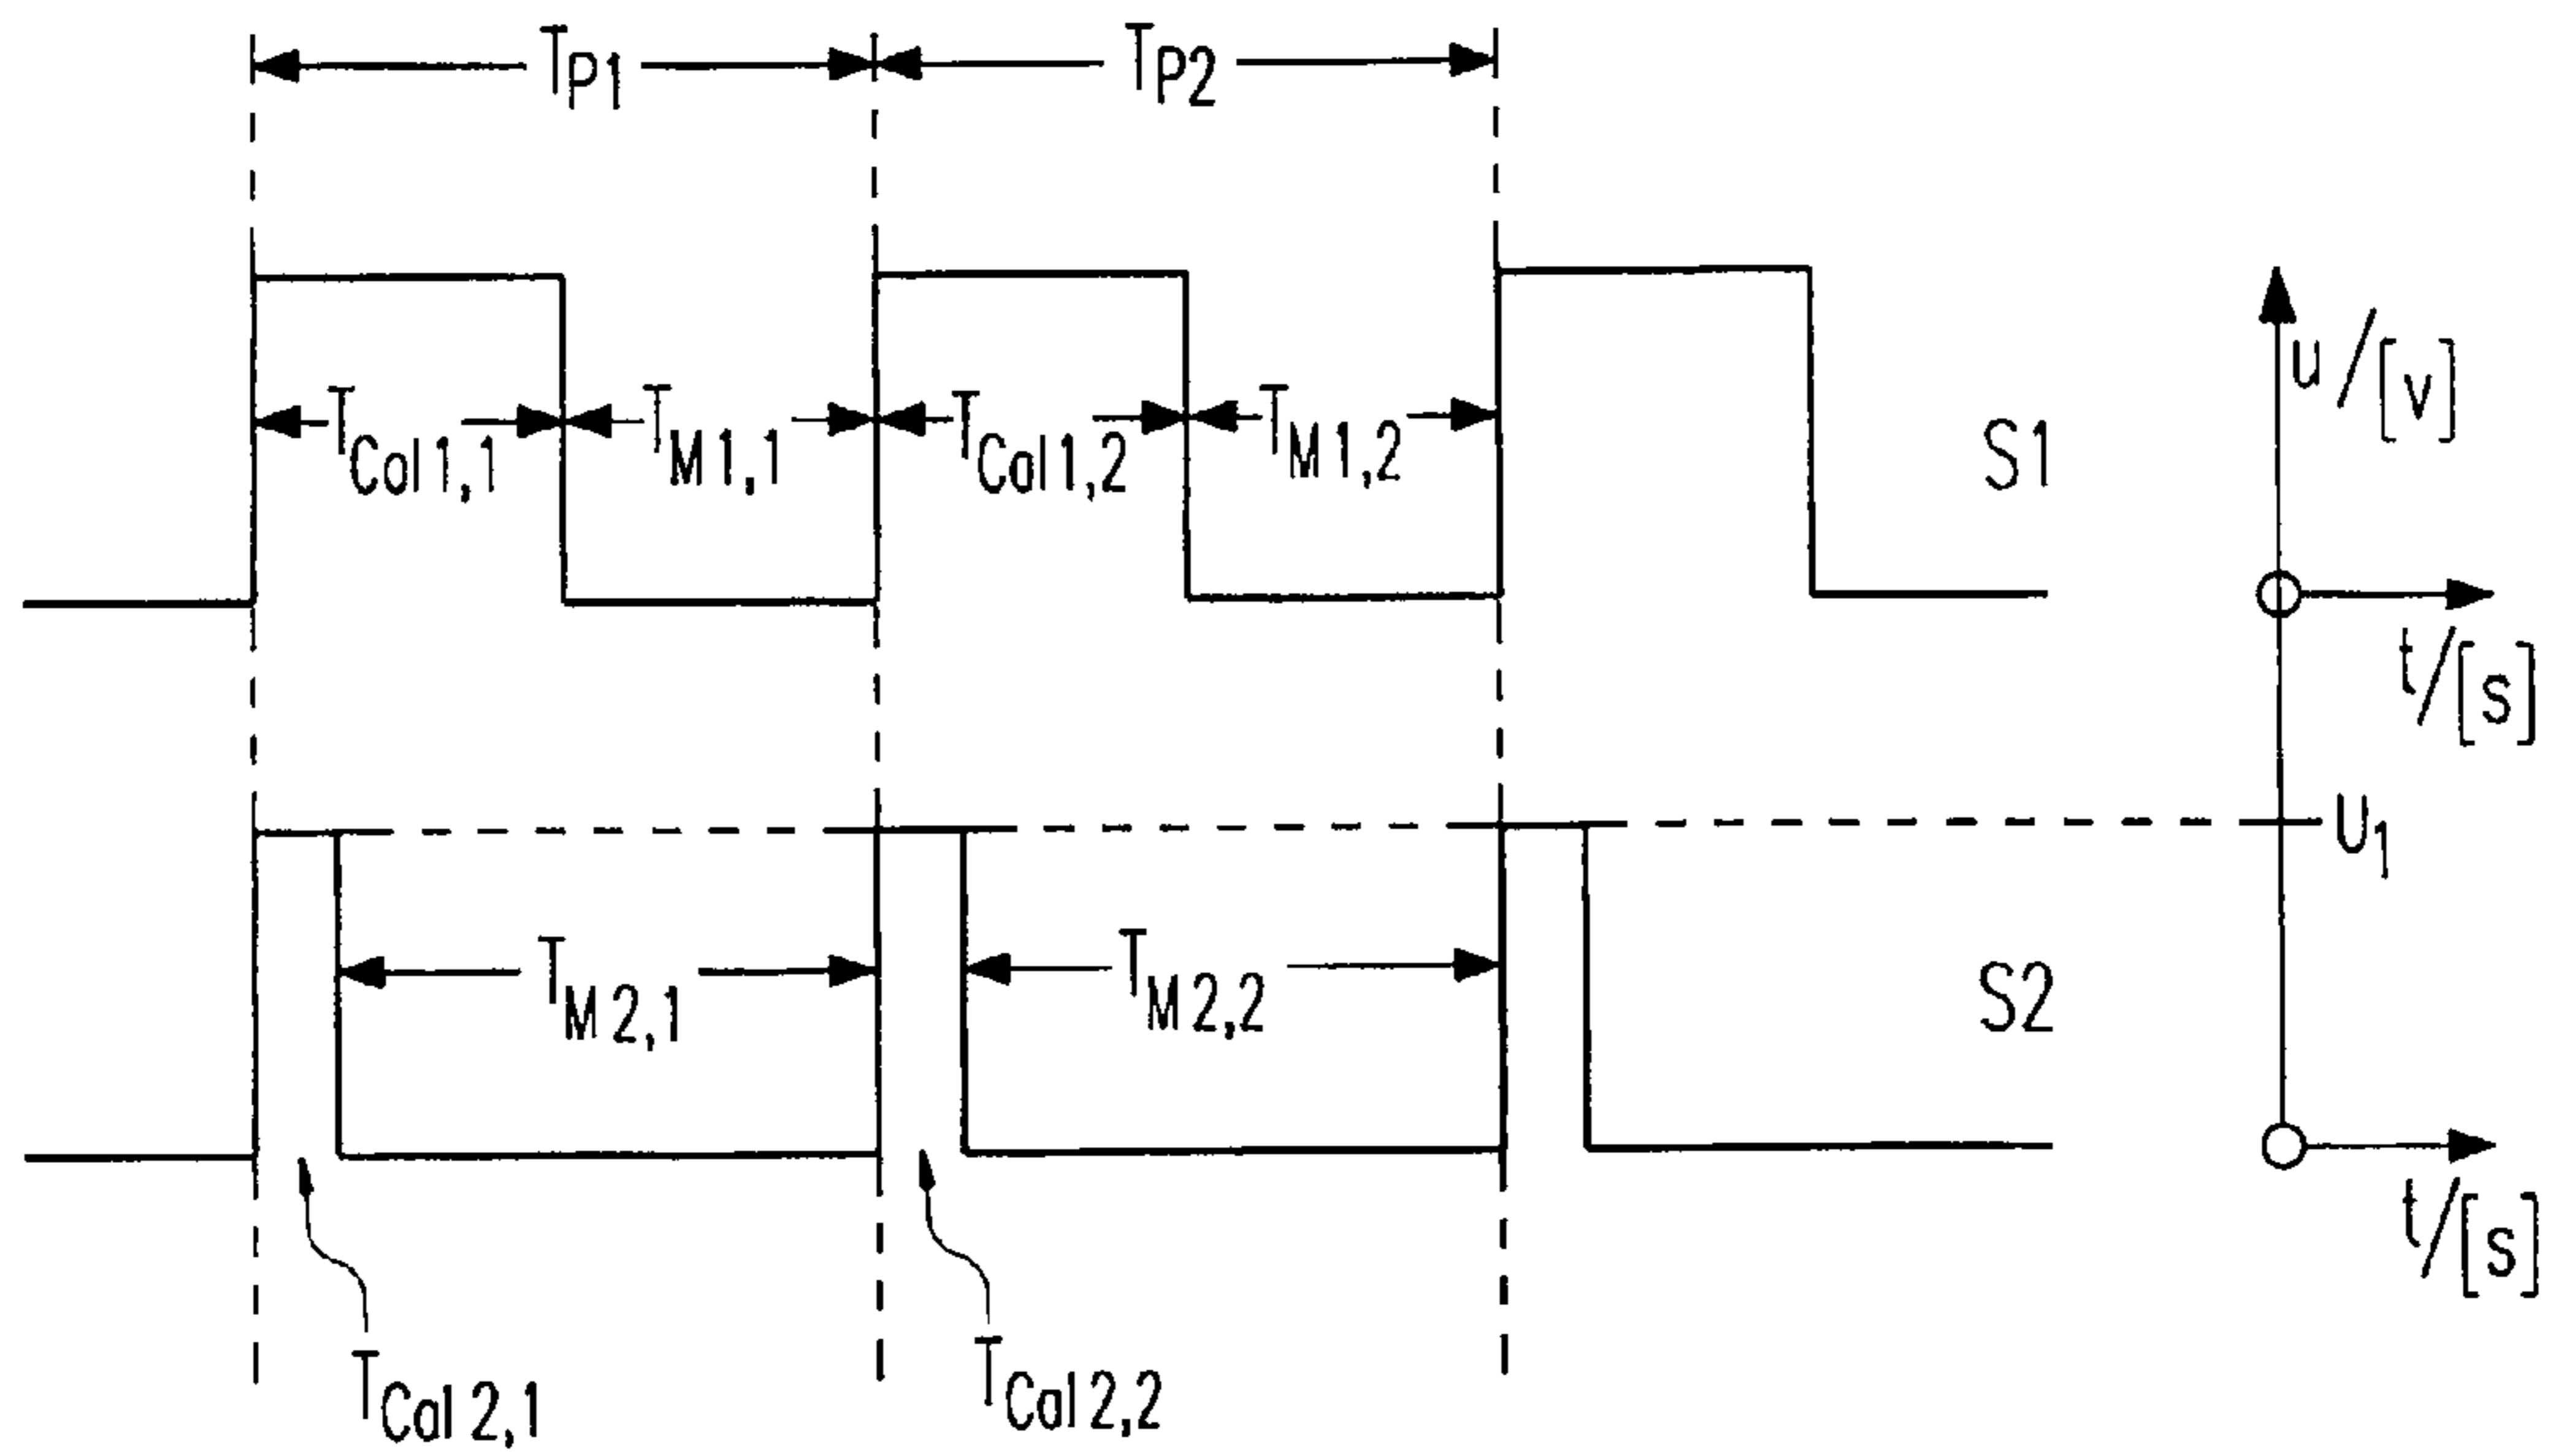 TP1
TP2
TCal1,1
TM1,1
TCal1,2
TM1,2
S1
u/[v]
t/[s]
U1
TM2,1
TM2,2
S2
t/[s]
TCal2,1
TCal2,2